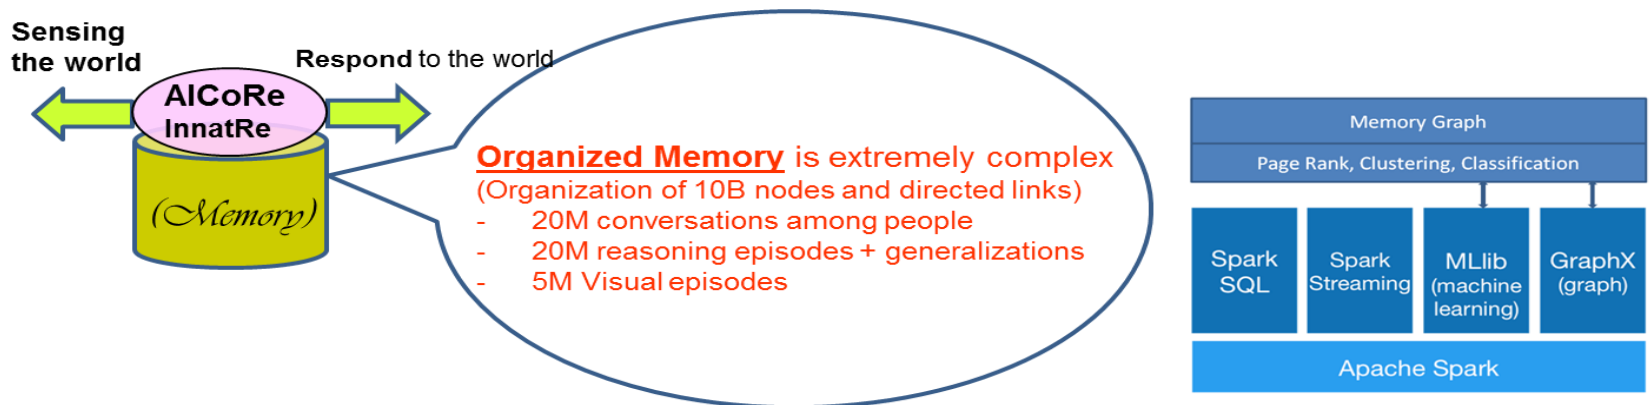 Sensing
the world
Respond to the world
AICoRe
InnatRe
(Memory)
Organized Memory is extremely complex
(Organization of 10B nodes and directed links)
- 20M conversations among people
- 20M reasoning episodes + generalizations
- 5M Visual episodes
Memory Graph
Page Rank, Clustering, Classification
Spark
SQL
Spark
Streaming
MLlib
(machine
learning)
GraphX
(graph)
Apache Spark